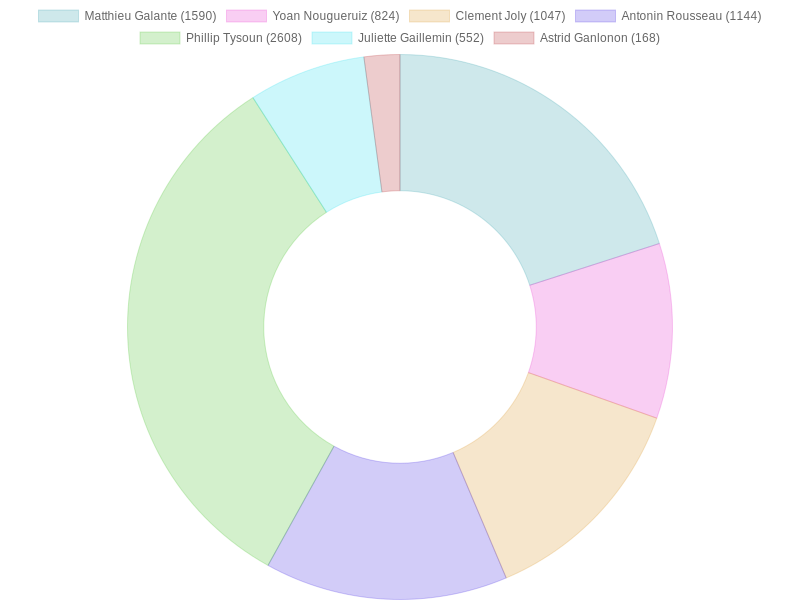 Matthieu Galante (1590) Yoan Nougueruiz (824) Clement Joly (1047) Antonin Rousseau (1144)
Phillip Tysoun (2608) Juliette Gaillemin (552) Astrid Ganlonon (168)